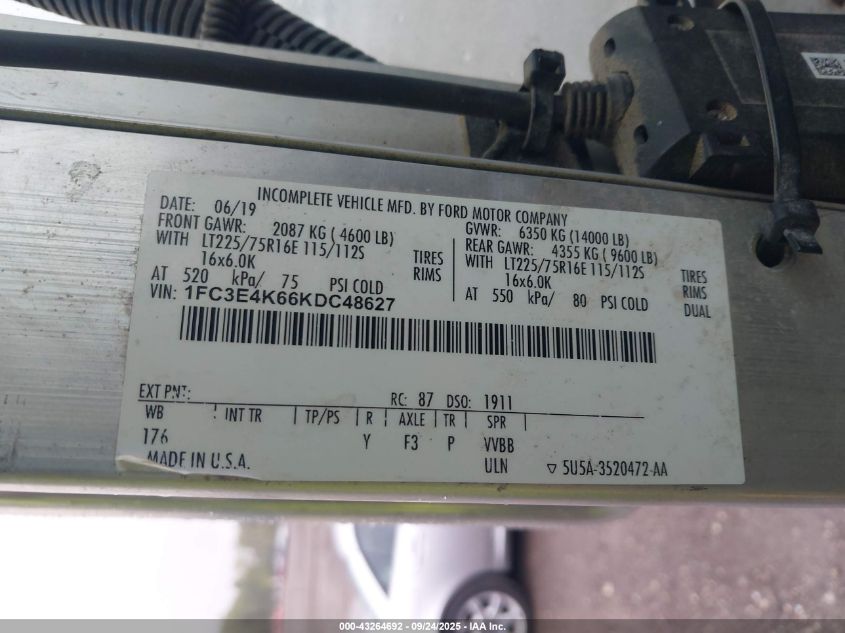 INCOMPLETE VEHICLE MFD. BY FORD MOTOR COMPANY
DATE: 06/19
FRONT GAWR: 2087 KG ( 4600 LB)
WITH LT225/75R16E 115/112S TIRES
16x6.0K RIMS
AT 520 kPa/ 75 PSI COLD
GVWR: 6350 KG (14000 LB)
REAR GAWR: 4355 KG ( 9600 LB)
WITH LT225/75R16E 115/112S TIRES
16x6.0K RIMS
AT 550 kPa/ 80 PSI COLD DUAL
VIN: 1FC3E4K66KDC48627
EXT PNT: RC: 87 DSO: 1911
WB INT TR TP/PS R AXLE TR SPR
176 Y F3 P VVBB
MADE IN U.S.A. ULN 5U5A-3520472-AA
000-43264692 - 09/24/2025 - IAA Inc.